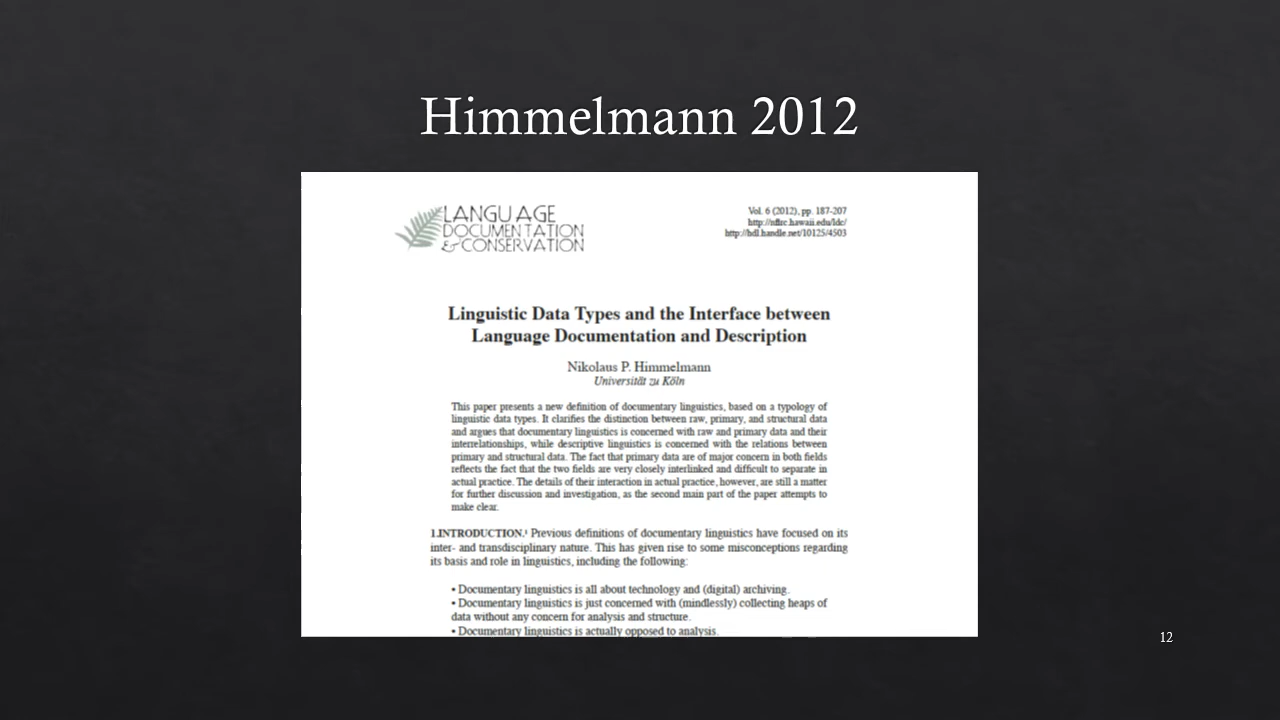 Himmelmann 2012
LANGUAGE
DOCUMENTATION
& CONSERVATION
Vol. 6 (2012), pp. 187-207
http://nflrc.hawaii.edu/ldc/
http://hdl.handle.net/10125/4503
Linguistic Data Types and the Interface between
Language Documentation and Description
Nikolaus P. Himmelmann
Universität zu Köln
This paper presents a new definition of documentary linguistics, based on a typology of
linguistic data types. It clarifies the distinction between raw, primary, and structural data
and argues that documentary linguistics is concerned with raw and primary data and their
interrelationships, while descriptive linguistics is concerned with the relations between
primary and structural data. The fact that primary data are of major concern in both fields
reflects the fact that the two fields are very closely interlinked and difficult to separate in
actual practice. The details of their interaction in actual practice, however, are still a matter
for further discussion and investigation, as the second main part of the paper attempts to
make clear.
1.INTRODUCTION.¹ Previous definitions of documentary linguistics have focused on its
inter- and transdisciplinary nature. This has given rise to some misconceptions regarding
its basis and role in linguistics, including the following:
• Documentary linguistics is all about technology and (digital) archiving.
• Documentary linguistics is just concerned with (mindlessly) collecting heaps of
data without any concern for analysis and structure.
• Documentary linguistics is actually opposed to analysis.
12